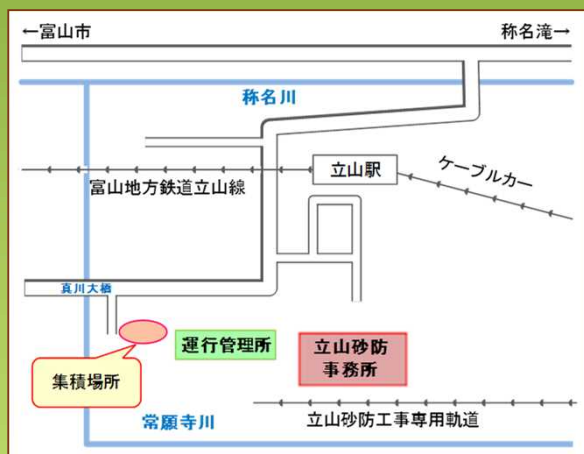 ←富山市
称名滝→
称名川
立山駅
ケーブルカー
富山地方鉄道立山線
真川大橋
運行管理所
立山砂防
事務所
集積場所
立山砂防工事専用軌道
常願寺川